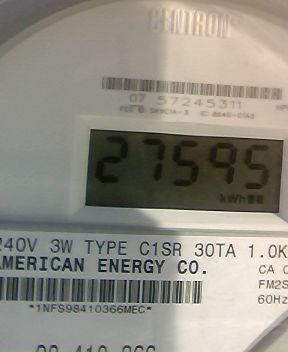 CENTRON
07 57245311
27595
kWh
240V 3W TYPE C1SR 30TA 1.0K
AMERICAN ENERGY CO.
CA
FM2S
60Hz
*1NFS98410366MEC*